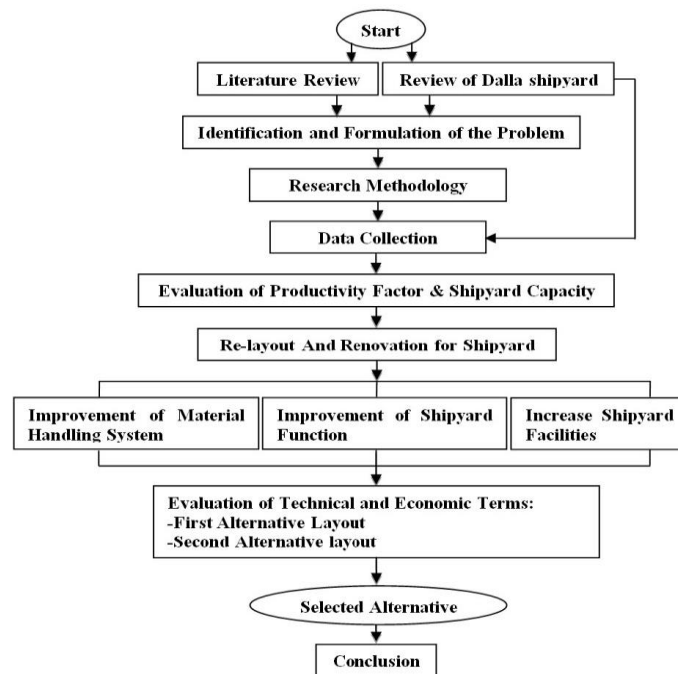 Start
Literature Review
Review of Dalla shipyard
Identification and Formulation of the Problem
Research Methodology
Data Collection
Evaluation of Productivity Factor & Shipyard Capacity
Re-layout And Renovation for Shipyard
Improvement of Material
Handling System
Improvement of Shipyard
Function
Increase Shipyard
Facilities
Evaluation of Technical and Economic Terms:
-First Alternative Layout
-Second Alternative layout
Selected Alternative
Conclusion